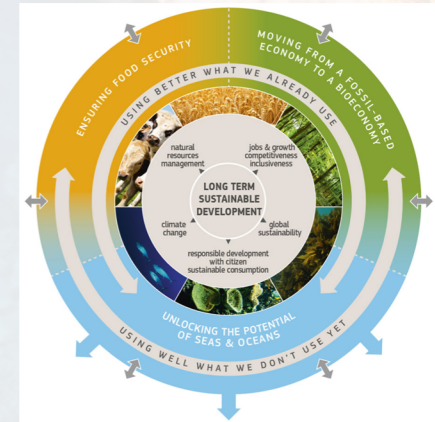 ENSURING FOOD SECURITY
MOVING FROM A FOSSIL-BASED
ECONOMY TO A BIOECONOMY
USING BETTER WHAT WE ALREADY USE
natural
resources
management
jobs & growth
competitiveness
inclusiveness
LONG TERM
SUSTAINABLE
DEVELOPMENT
climate
change
global
sustainability
responsible development
with citizen
sustainable consumption
UNLOCKING THE POTENTIAL
OF SEAS & OCEANS
USING WELL WHAT WE DON'T USE YET